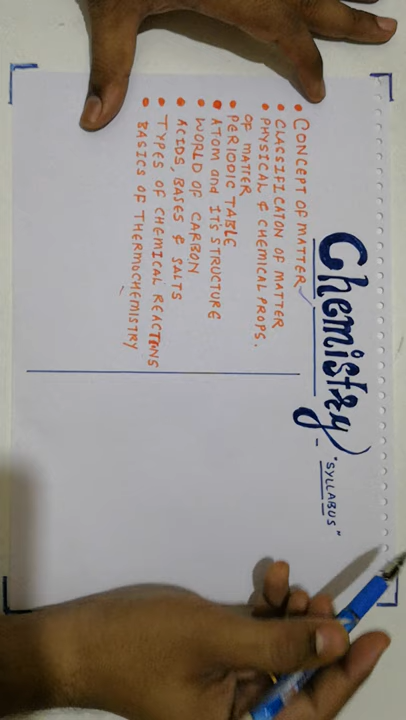 Chemistry - "SYLLABUS"
• CONCEPT OF MATTER
• CLASSIFICATON OF MATTER
• PHYSICAL & CHEMICAL PROPS.
OF MATTER
• PERIODIC TABLE
• ATOM and IT'S STRUCTURE
• WORLD OF CARBON
• ACIDS, BASES & SALTS
• TYPES OF CHEMICAL REACTIONS
• BASICS OF THERMOCHEMISTRY